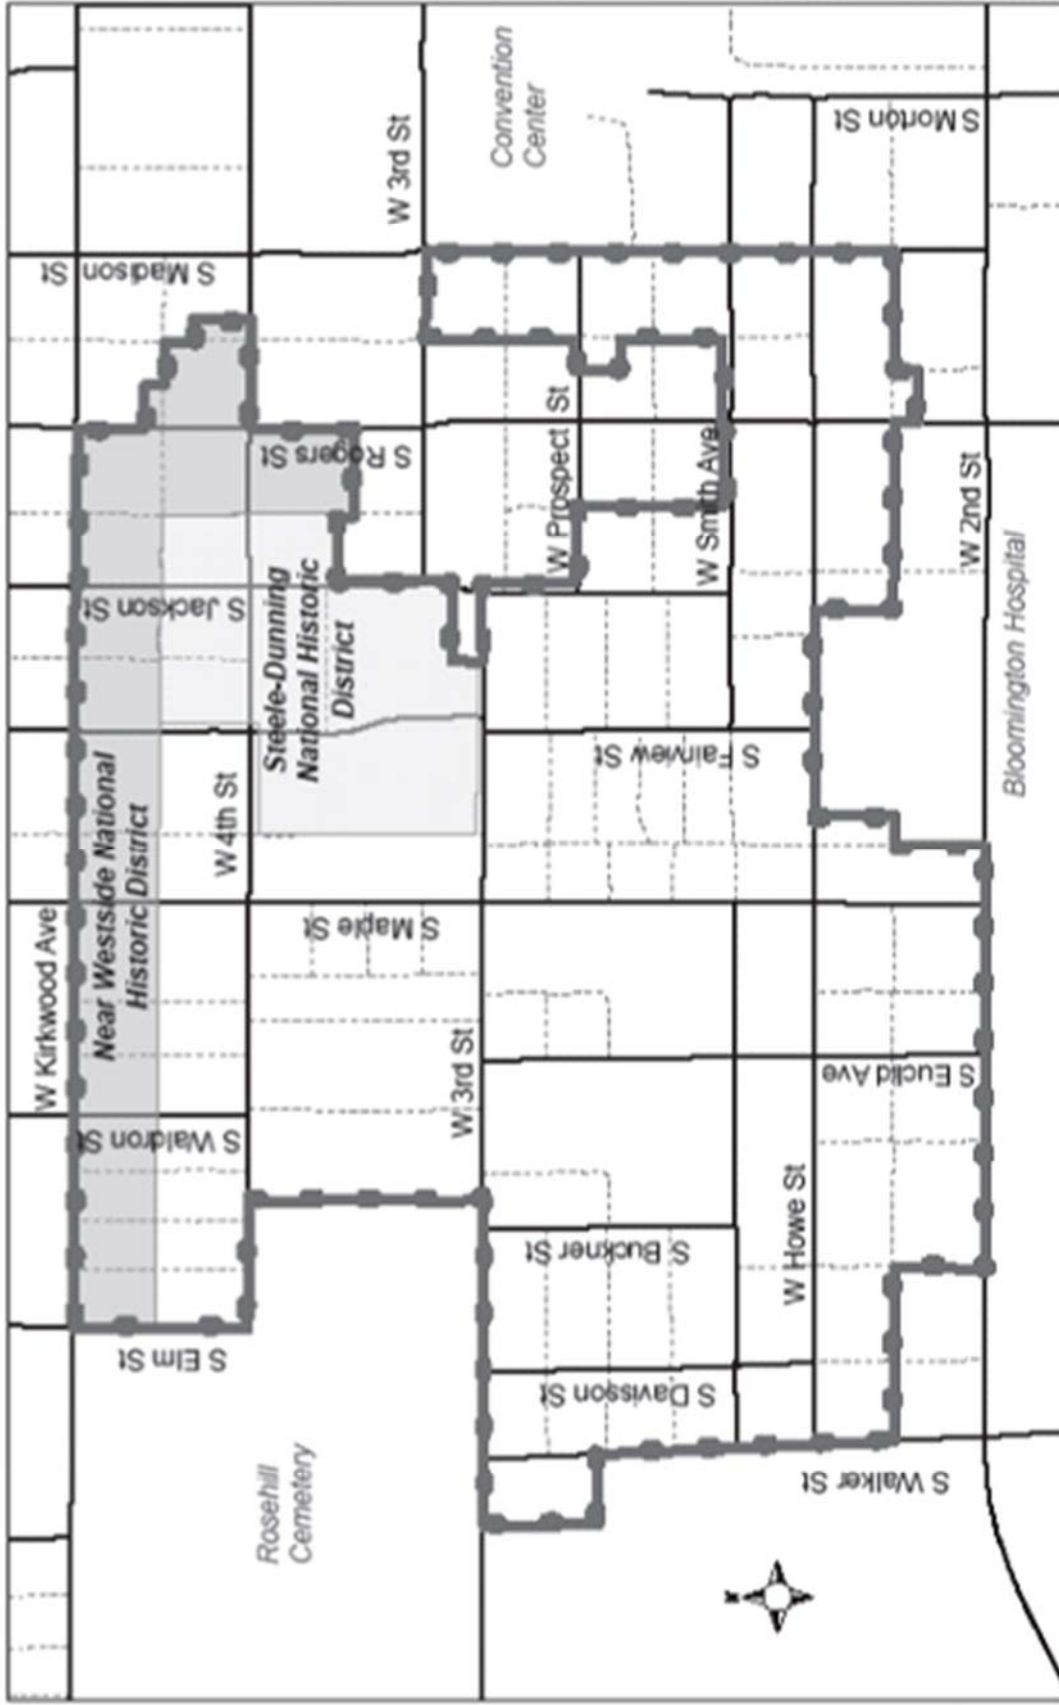 W Kirkwood Ave
Near Westside National
Historic District
W 4th St
Steele-Dunning
National Historic
District
W 3rd St
W 3rd St
Convention
Center
W Prospect St
W Smith Ave
W Howe St
W 2nd St
Bloomington Hospital
Rosehill
Cemetery
S Elm St
S Waldron St
S Maple St
S Jackson St
S Rogers St
S Madison St
S Fairview St
S Morton St
S Euclid Ave
S Buckner St
S Davisson St
S Walker St